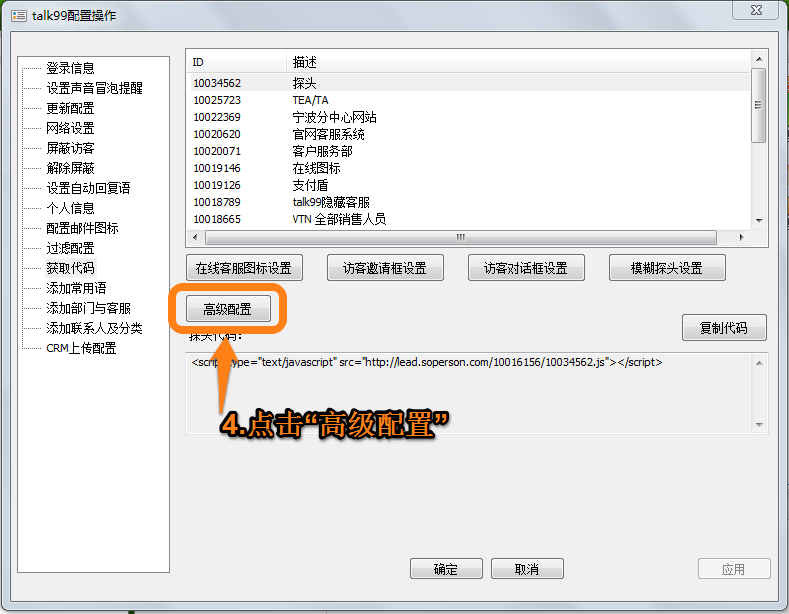 talk99配置操作
登录信息
设置声音冒泡提醒
更新配置
网络设置
屏蔽访客
解除屏蔽
设置自动回复语
个人信息
配置邮件图标
过滤配置
获取代码
添加常用语
添加部门与客服
添加联系人及分类
CRM上传配置
ID 描述
10034562 探头
10025723 TEA/TA
10022369 宁波分中心网站
10020620 官网客服系统
10020071 客户服务部
10019146 在线图标
10019126 支付盾
10018789 talk99隐藏客服
10018665 VTN 全部销售人员
在线客服图标设置 访客邀请框设置 访客对话框设置 模糊探头设置
高级配置
探头代码:
复制代码
<script type="text/javascript" src="http://lead.soperson.com/10016156/10034562.js"></script>
4.点击“高级配置”
确定 取消 应用